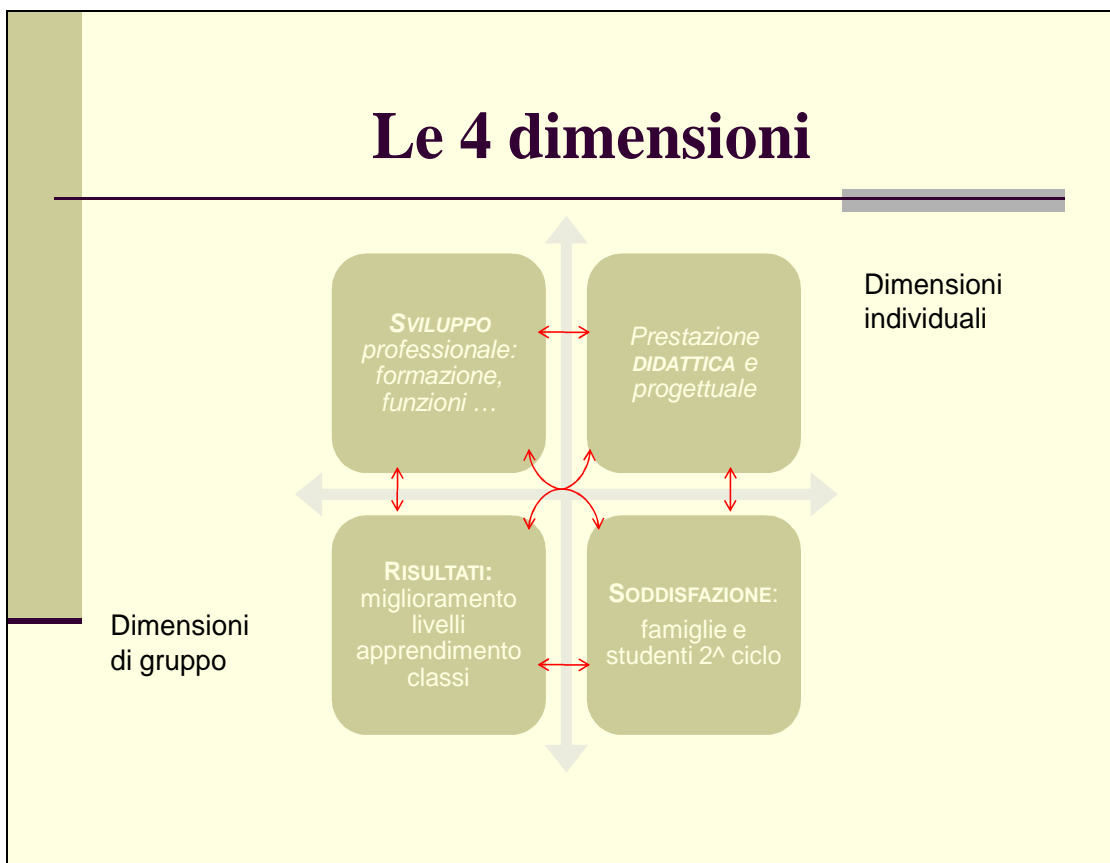 Le 4 dimensioni
Dimensioni
individuali
SVILUPPO
professionale:
formazione,
funzioni …
Prestazione
DIDATTICA e
progettuale
RISULTATI:
miglioramento
livelli
apprendimento
classi
SODDISFAZIONE:
famiglie e
studenti 2^ ciclo
Dimensioni
di gruppo